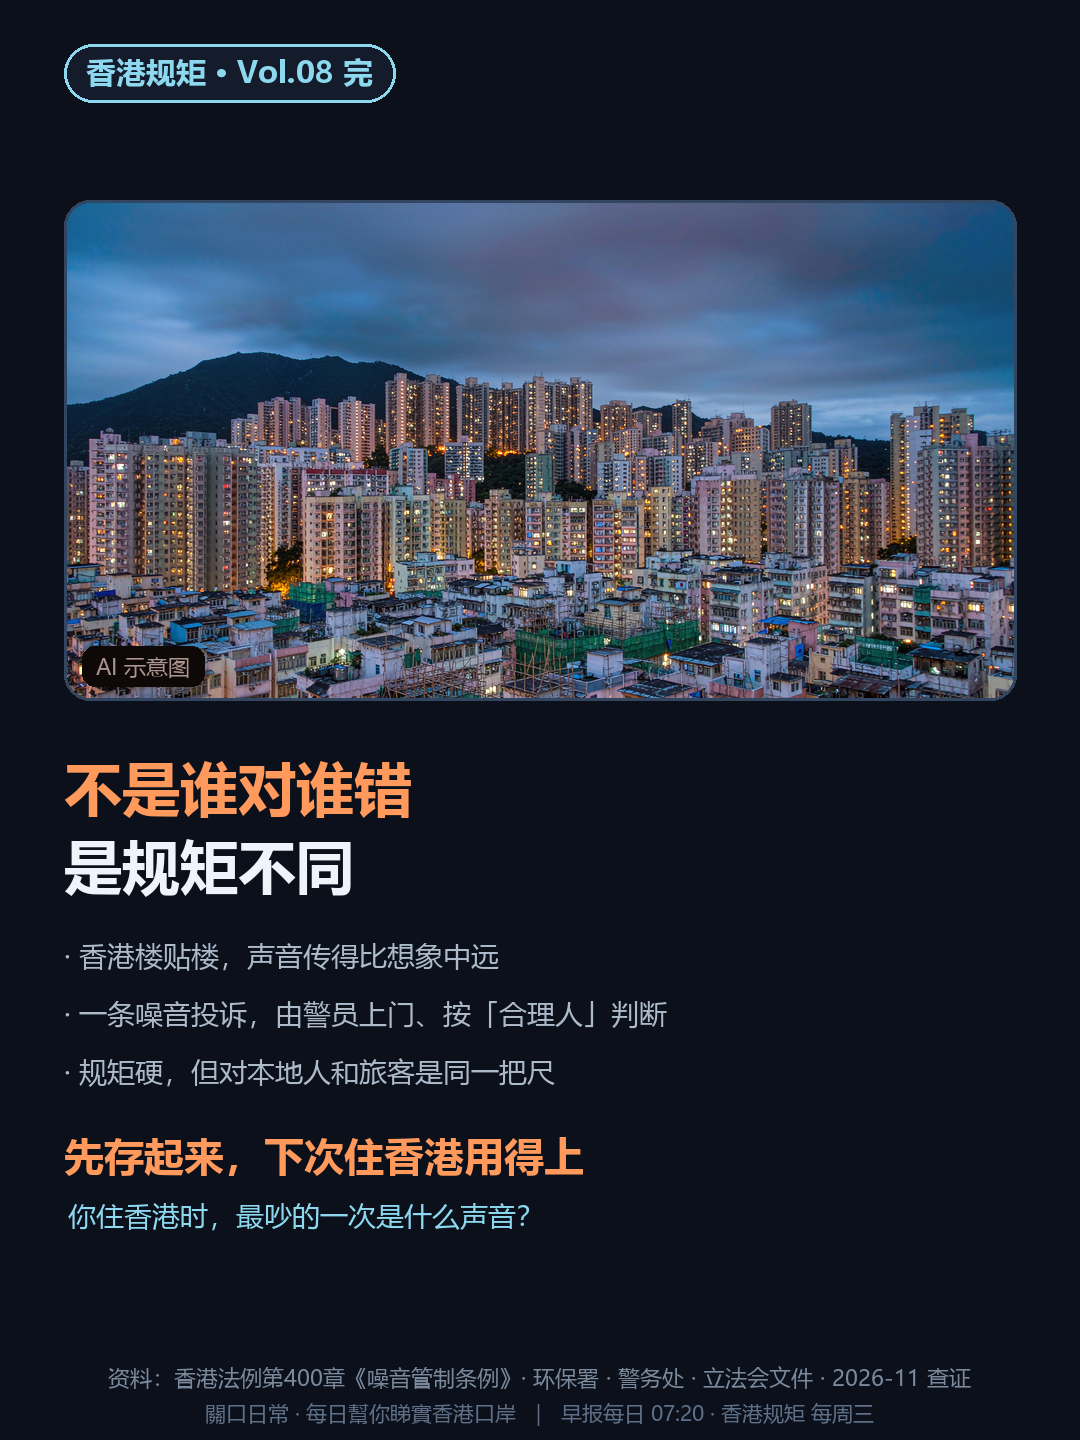 香港规矩 • Vol.08 完
AI 示意图
不是谁对谁错
是规矩不同
· 香港楼贴楼，声音传得比想象中远
· 一条噪音投诉，由警员上门、按「合理人」判断
· 规矩硬，但对本地人和旅客是同一把尺
先存起来，下次住香港用得上
你住香港时，最吵的一次是什么声音？
资料：香港法例第400章《噪音管制条例》· 环保署 · 警务处 · 立法会文件 · 2026-11 查证
關口日常 · 每日幫你睇實香港口岸 ｜ 早报每日 07:20 · 香港规矩 每周三